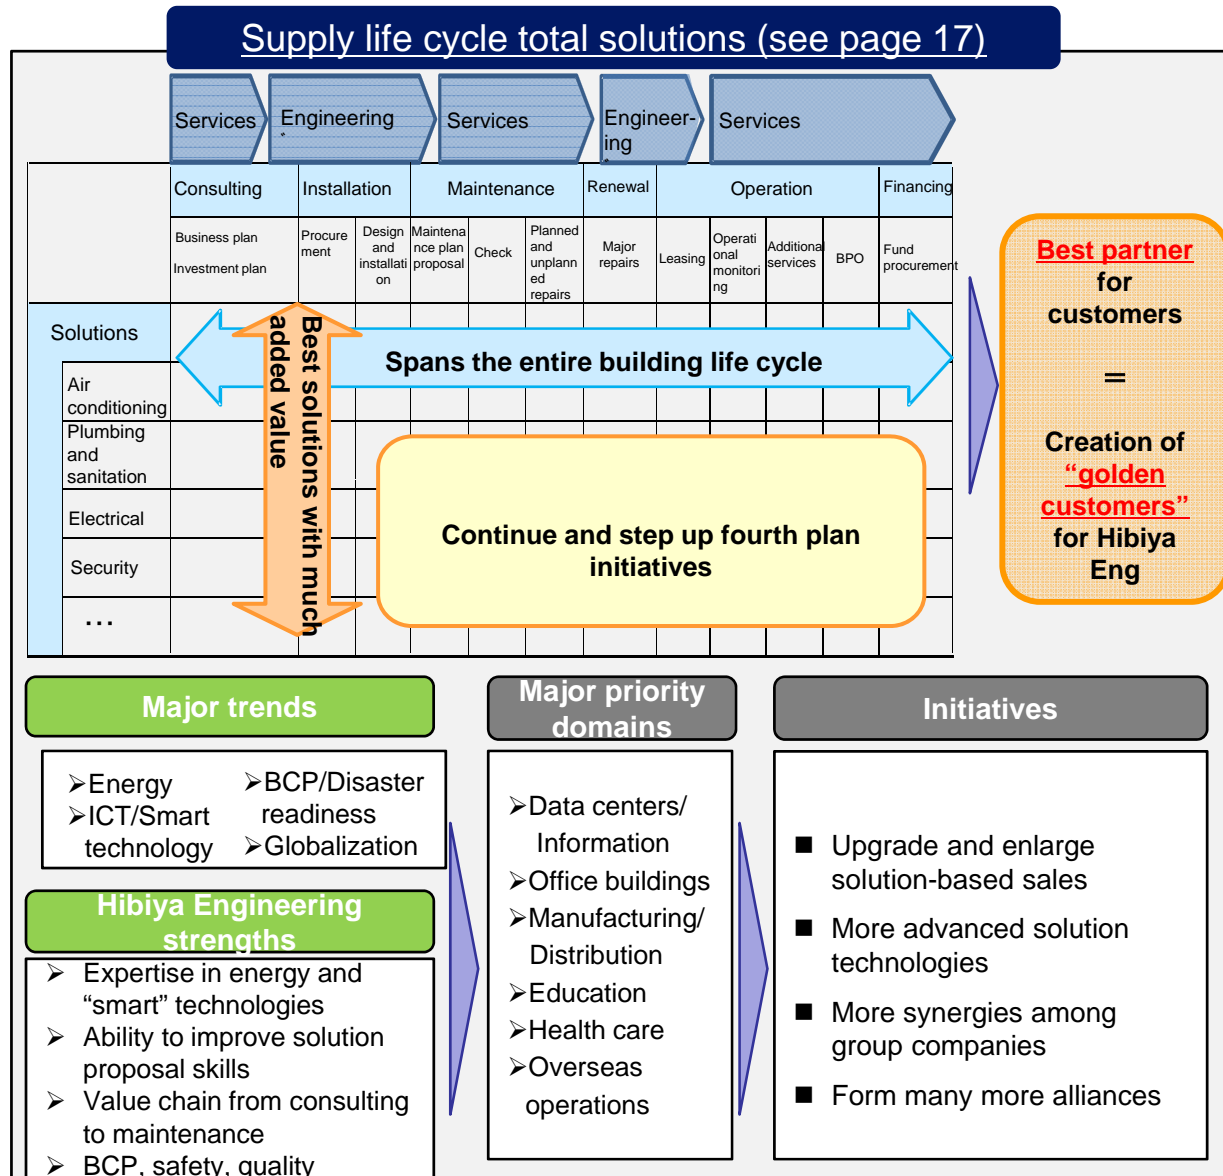 Supply life cycle total solutions (see page 17)
Services
Engineering
Services
Engineer-
ing
Services
Consulting
Installation
Maintenance
Renewal
Operation
Financing
Business plan
Investment plan
Procure
ment
Design
and
installati
on
Maintena
nce plan
proposal
Check
Planned
and
unplann
ed
repairs
Major
repairs
Leasing
Operati
onal
monitori
ng
Additional
services
BPO
Fund
procurement
Solutions
Air
conditioning
Plumbing
and
sanitation
Electrical
Security
...
Spans the entire building life cycle
Best solutions with much
added value
Continue and step up fourth plan
initiatives
Best partner
for
customers
=
Creation of
“golden
customers”
for Hibiya
Eng
Major trends
➢Energy
➢ICT/Smart
technology
➢BCP/Disaster
readiness
➢Globalization
Hibiya Engineering
strengths
➢ Expertise in energy and
“smart” technologies
➢ Ability to improve solution
proposal skills
➢ Value chain from consulting
to maintenance
➢ BCP, safety, quality
Major priority
domains
➢Data centers/
Information
➢Office buildings
➢Manufacturing/
Distribution
➢Education
➢Health care
➢Overseas
operations
Initiatives
■ Upgrade and enlarge
solution-based sales
■ More advanced solution
technologies
■ More synergies among
group companies
■ Form many more alliances